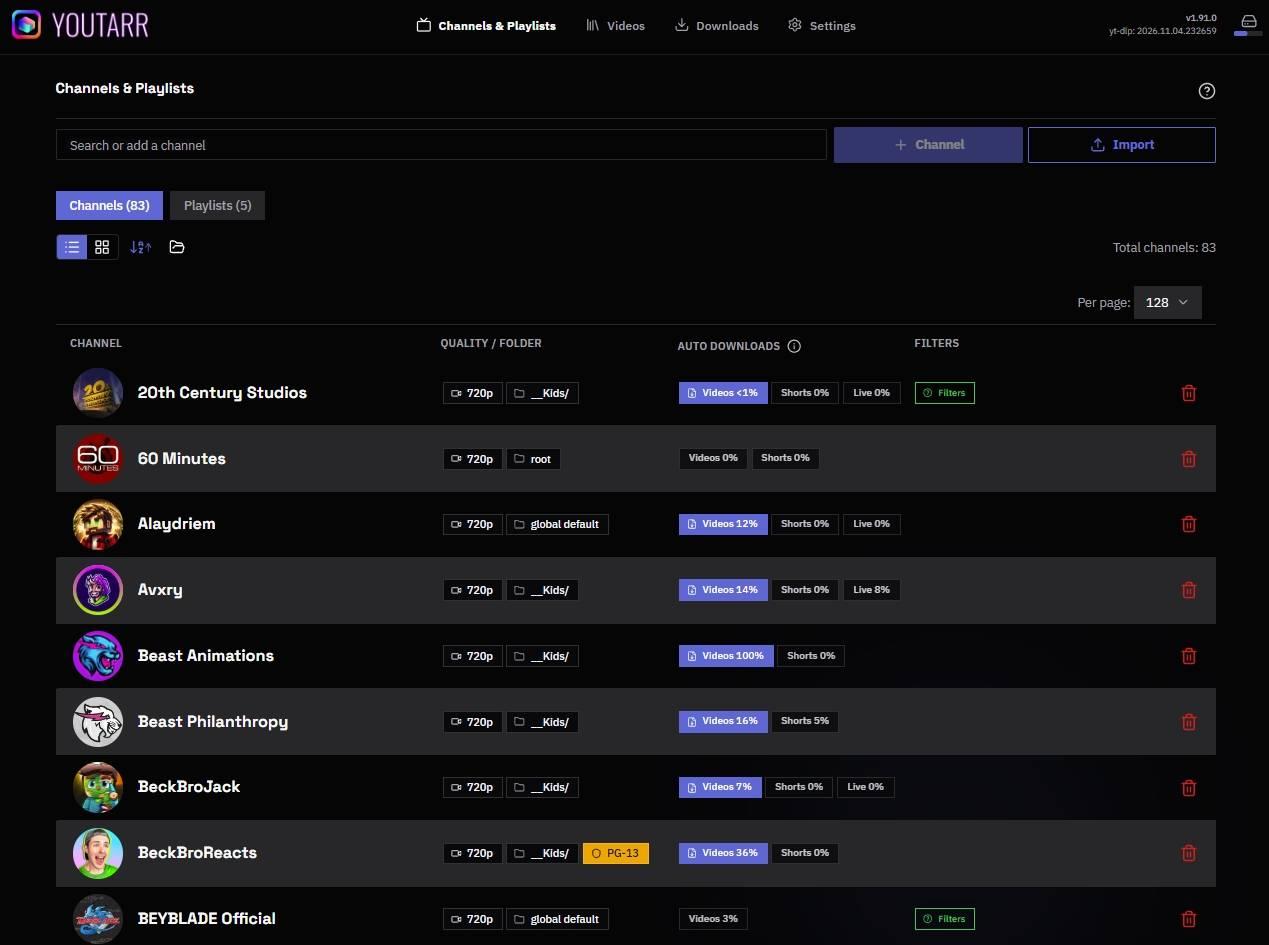 YOUTARR
Channels & Playlists
Videos
Downloads
Settings
v1.91.0
yt-dlp: 2026.11.04.232659
Channels & Playlists
Search or add a channel
+ Channel
Import
Channels (83)
Playlists (5)
Total channels: 83
Per page: 128
CHANNEL QUALITY / FOLDER AUTO DOWNLOADS FILTERS
20th Century Studios 720p __Kids/ Videos <1% Shorts 0% Live 0% Filters
60 MINUTES
60 Minutes 720p root Videos 0% Shorts 0%
Alaydriem 720p global default Videos 12% Shorts 0% Live 0%
Avxry 720p __Kids/ Videos 14% Shorts 0% Live 8%
Beast Animations 720p __Kids/ Videos 100% Shorts 0%
Beast Philanthropy 720p __Kids/ Videos 16% Shorts 5%
BeckBroJack 720p __Kids/ Videos 7% Shorts 0% Live 0%
BeckBroReacts 720p __Kids/ PG-13 Videos 36% Shorts 0%
BEYBLADE Official 720p global default Videos 3% Filters